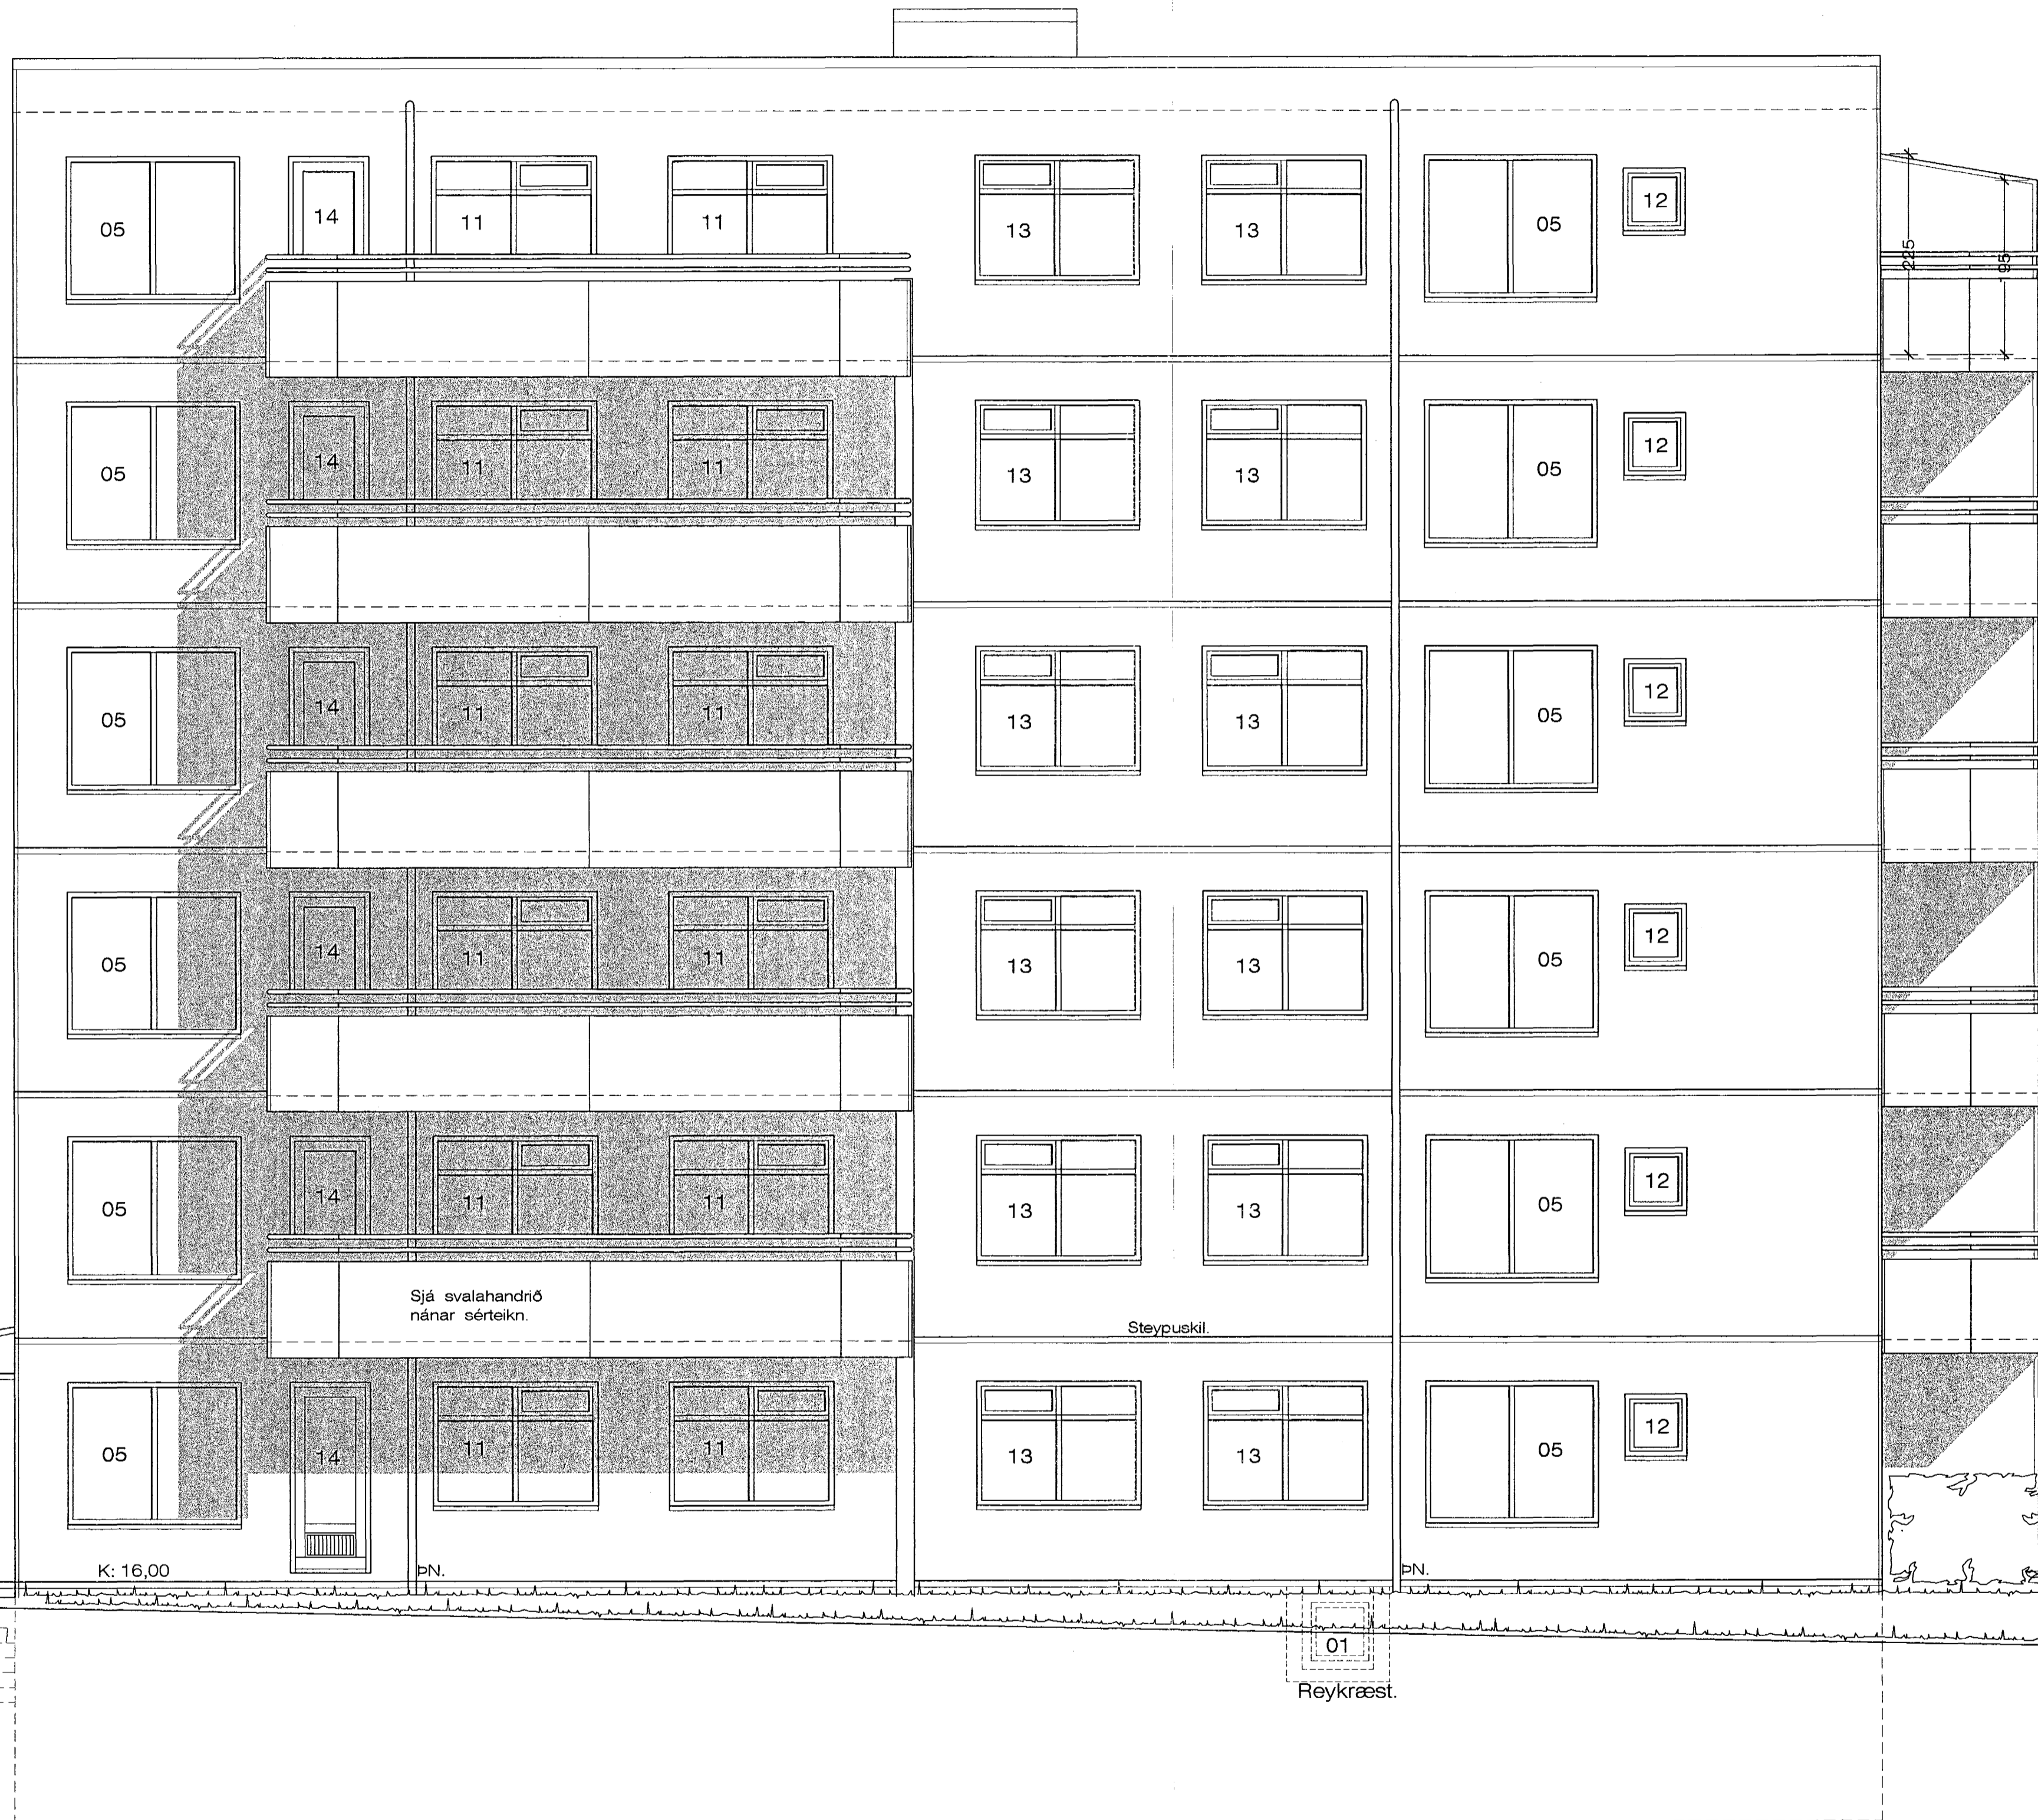 05 14 11 11 13 13 05 12
225
195
05 14 11 11 13 13 05 12
05 14 11 11 13 13 05 12
05 14 11 11 13 13 05 12
05 14 11 11 13 13 05 12
Sjá svalahandrið
nánar sérteikn.
Steypuskil.
05 14 11 11 13 13 05 12
K: 16,00
ÞN.
ÞN.
01
Reykræst.